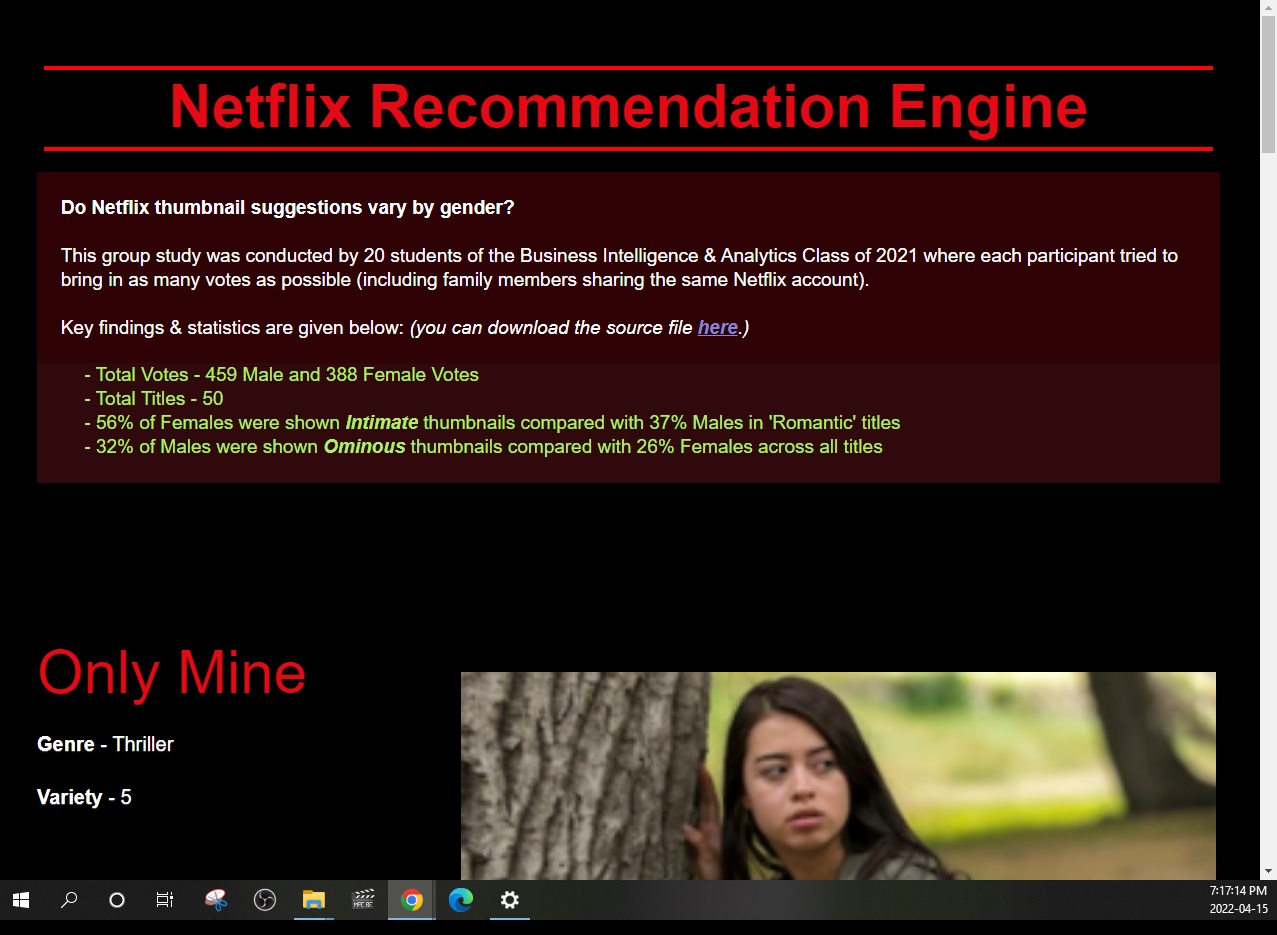 Netflix Recommendation Engine
Do Netflix thumbnail suggestions vary by gender?
This group study was conducted by 20 students of the Business Intelligence & Analytics Class of 2021 where each participant tried to
bring in as many votes as possible (including family members sharing the same Netflix account).
Key findings & statistics are given below: (you can download the source file here.)
- Total Votes - 459 Male and 388 Female Votes
- Total Titles - 50
- 56% of Females were shown Intimate thumbnails compared with 37% Males in 'Romantic' titles
- 32% of Males were shown Ominous thumbnails compared with 26% Females across all titles
Only Mine
Genre - Thriller
Variety - 5
MPC BE
7:17:14 PM
2022-04-15